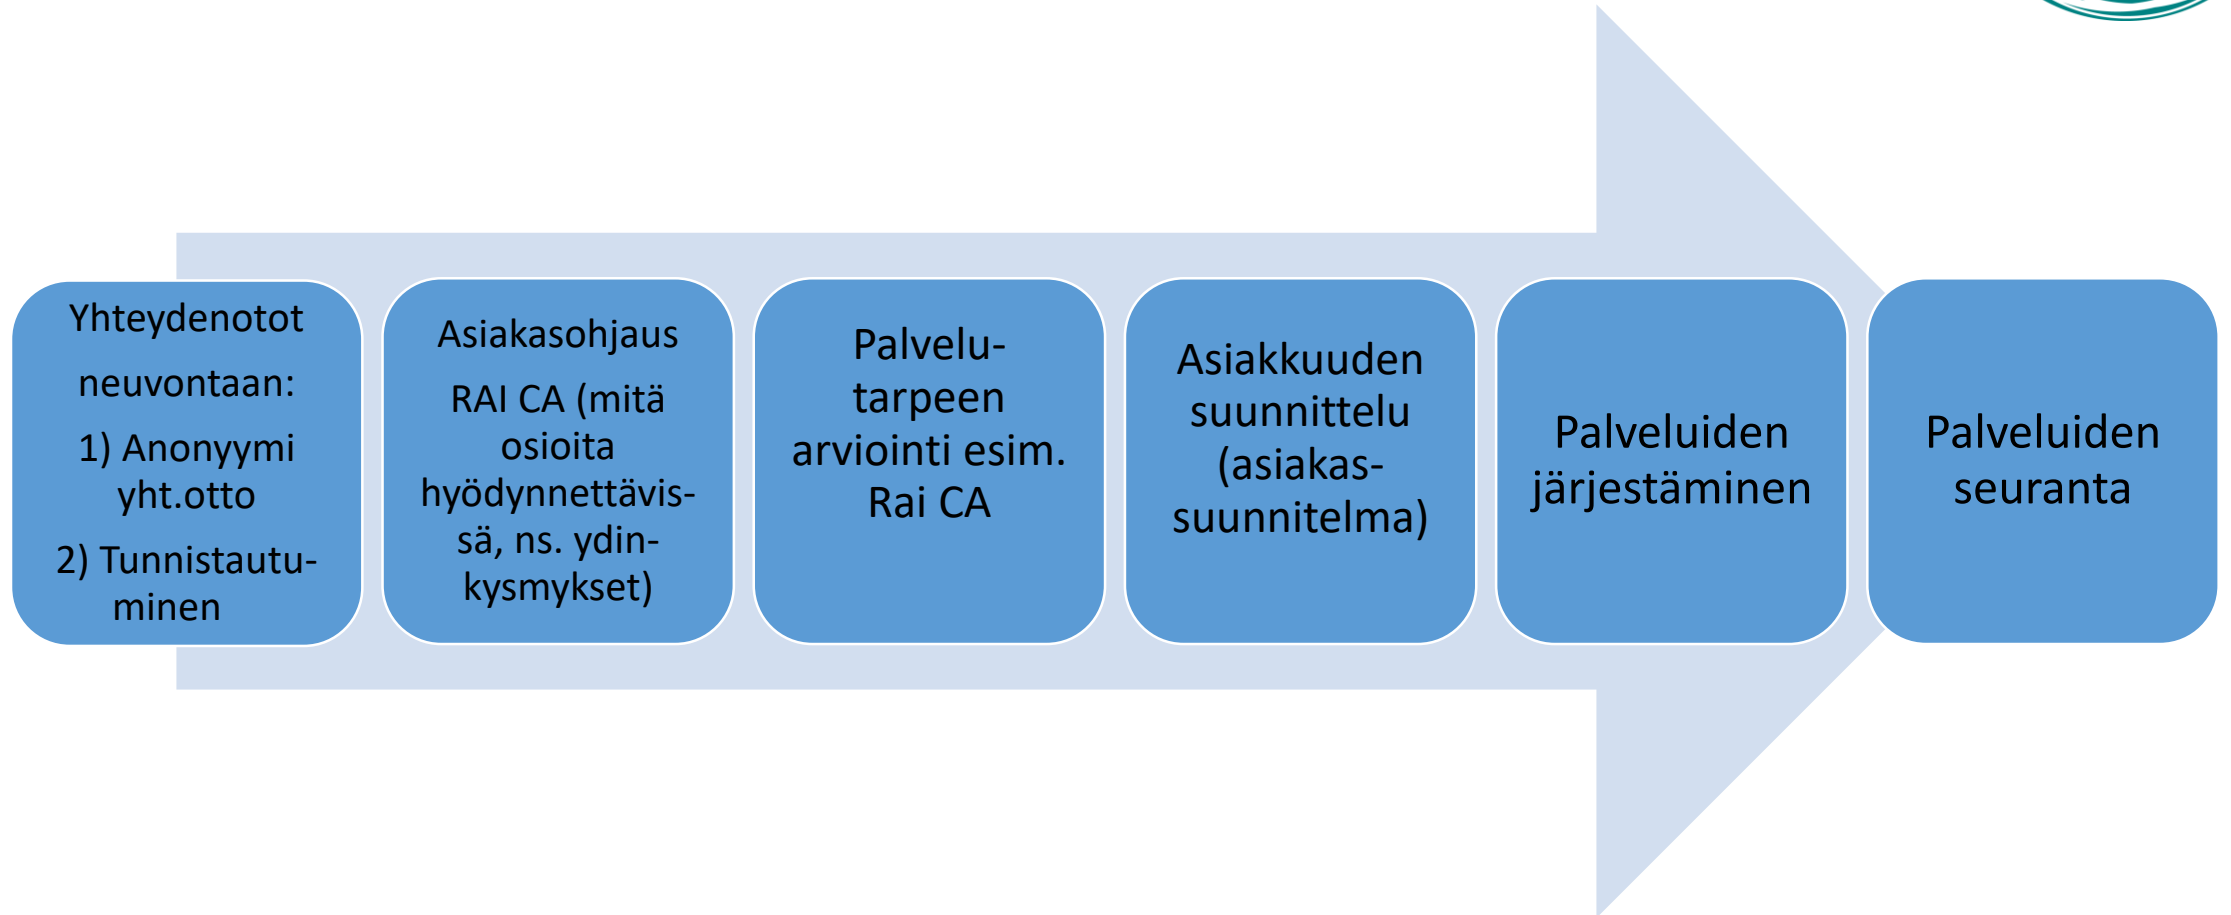 Yhteydenotot
neuvontaan:
1) Anonyymi
yht.otto
2) Tunnistautu-
minen
Asiakasohjaus
RAI CA (mitä
osioita
hyödynnettävis-
sä, ns. ydin-
kysmykset)
Palvelu-
tarpeen
arviointi esim.
Rai CA
Asiakkuuden
suunnittelu
(asiakas-
suunnitelma)
Palveluiden
järjestäminen
Palveluiden
seuranta